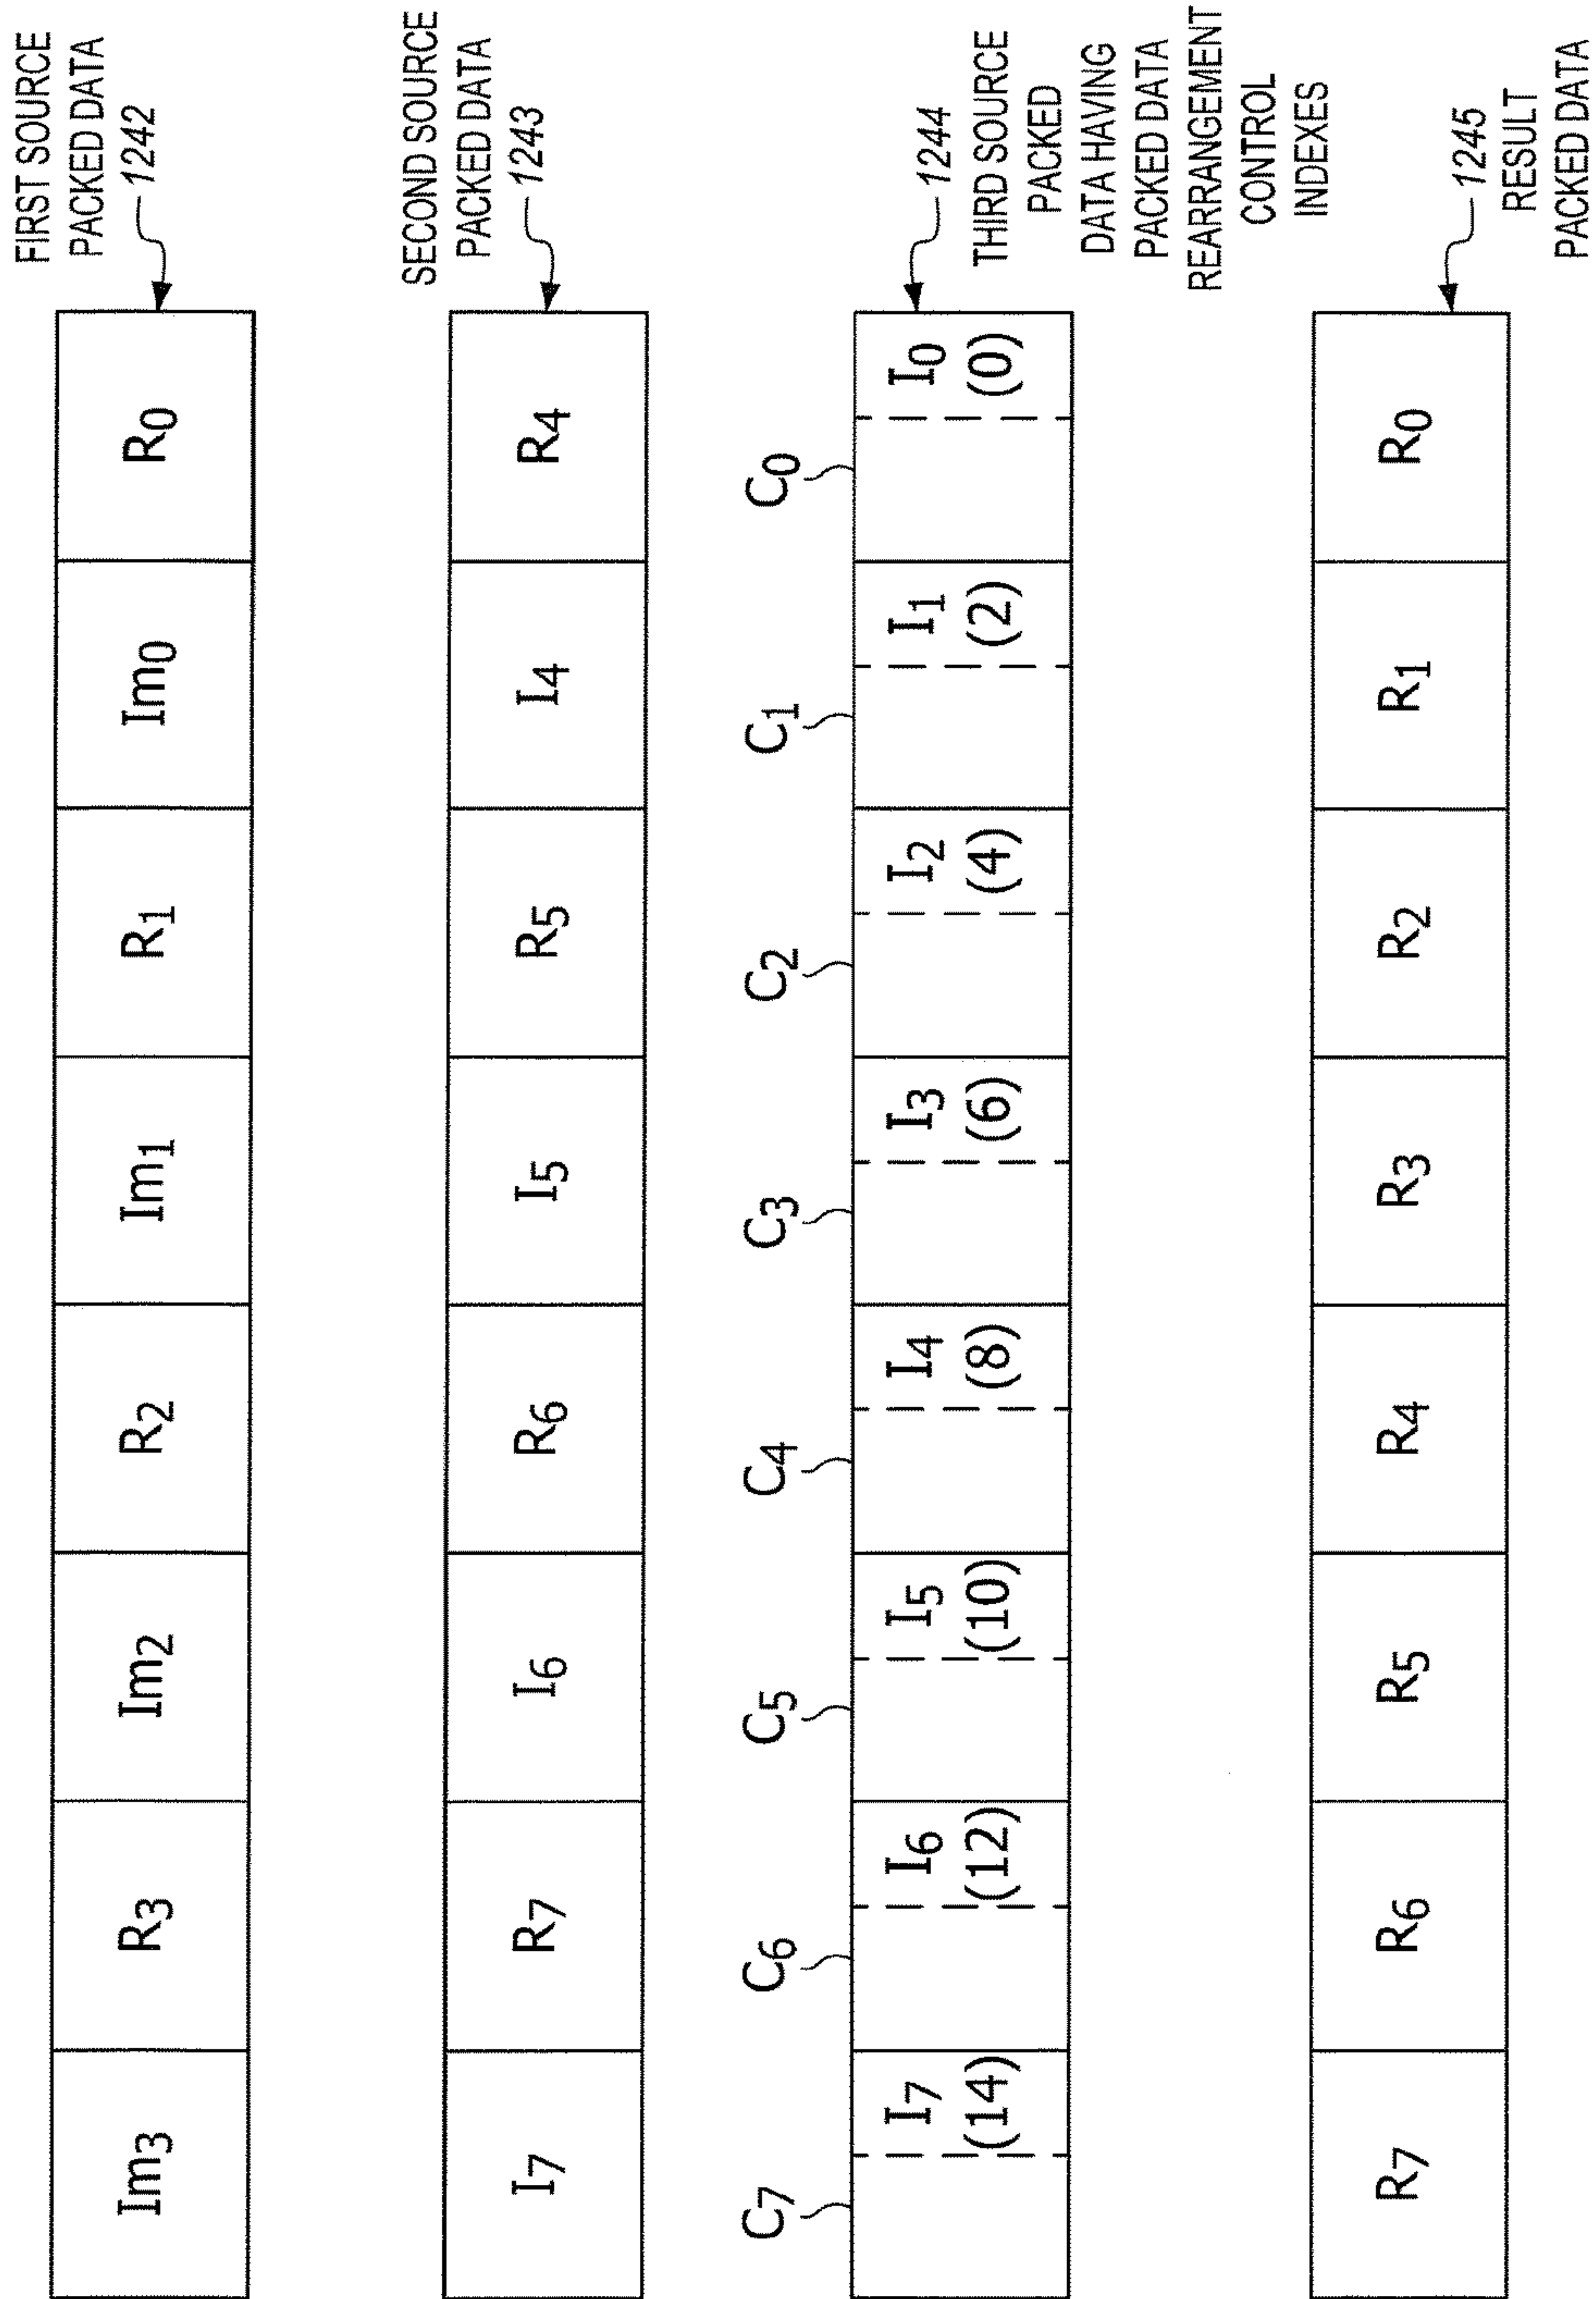 FIRST SOURCE
PACKED DATA
1242
Im3 R3 Im2 R2 Im1 R1 Im0 R0
SECOND SOURCE
PACKED DATA
1243
I7 R7 I6 R6 I5 R5 I4 R4
C7 C6 C5 C4 C3 C2 C1 C0
I7 I6 I5 I4 I3 I2 I1 I0
(14) (12) (10) (8) (6) (4) (2) (0)
1244
THIRD SOURCE
PACKED
DATA HAVING
PACKED DATA
REARRANGEMENT
CONTROL
INDEXES
R7 R6 R5 R4 R3 R2 R1 R0
1245
RESULT
PACKED DATA